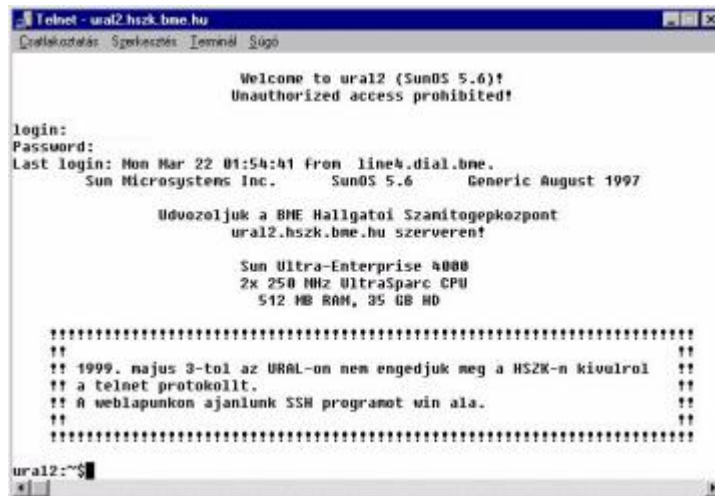 Telnet - ural2.hszk.bme.hu
Csatlakoztatás Szerkesztés Terminál Súgó
Welcome to ural2 (SunOS 5.6)!
Unauthorized access prohibited!
login:
Password:
Last login: Mon Mar 22 01:54:41 from line4.dial.bme.
Sun Microsystems Inc. SunOS 5.6 Generic August 1997
Udvozoljuk a BME Hallgatoi Szamitogepkozpont
ural2.hszk.bme.hu szerveren!
Sun Ultra-Enterprise 4000
2x 250 MHz UltraSparc CPU
512 MB RAM, 35 GB HD
!!!!!!!!!!!!!!!!!!!!!!!!!!!!!!!!!!!!!!!!!!!!!!!!!!!!!!!!!!!!!!!!!!!!!!
!! !!
!! 1999. majus 3-tol az URAL-on nem engedjuk meg a HSZK-n kivulrol !!
!! a telnet protokollt. !!
!! A weblapunkon ajanlunk SSH programot win ala. !!
!! !!
!!!!!!!!!!!!!!!!!!!!!!!!!!!!!!!!!!!!!!!!!!!!!!!!!!!!!!!!!!!!!!!!!!!!!!
ural2:~$